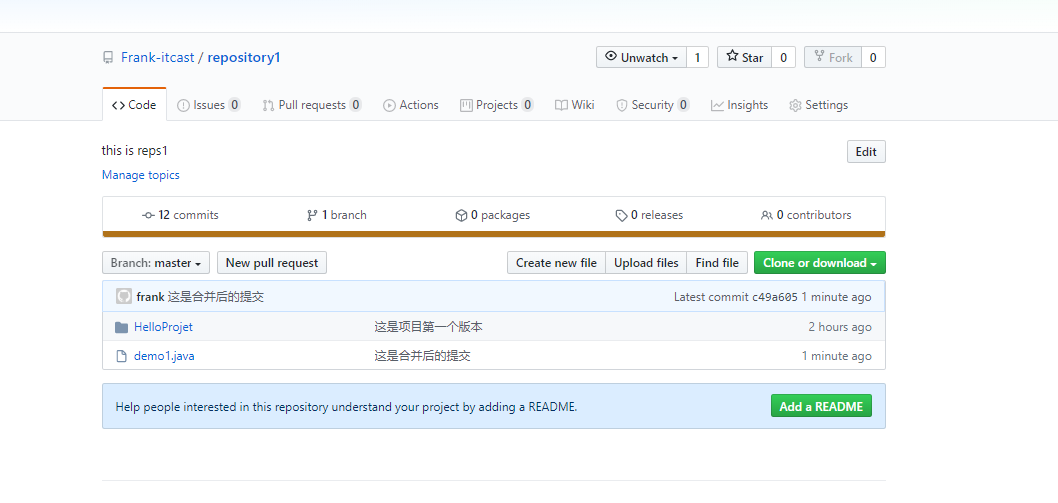 Frank-itcast / repository1 Unwatch 1 Star 0 Fork 0
Code Issues 0 Pull requests 0 Actions Projects 0 Wiki Security 0 Insights Settings
this is reps1 Edit
Manage topics
12 commits 1 branch 0 packages 0 releases 0 contributors
Branch: master New pull request Create new file Upload files Find file Clone or download
frank 这是合并后的提交 Latest commit c49a605 1 minute ago
HelloProjet 这是项目第一个版本 2 hours ago
demo1.java 这是合并后的提交 1 minute ago
Help people interested in this repository understand your project by adding a README. Add a README